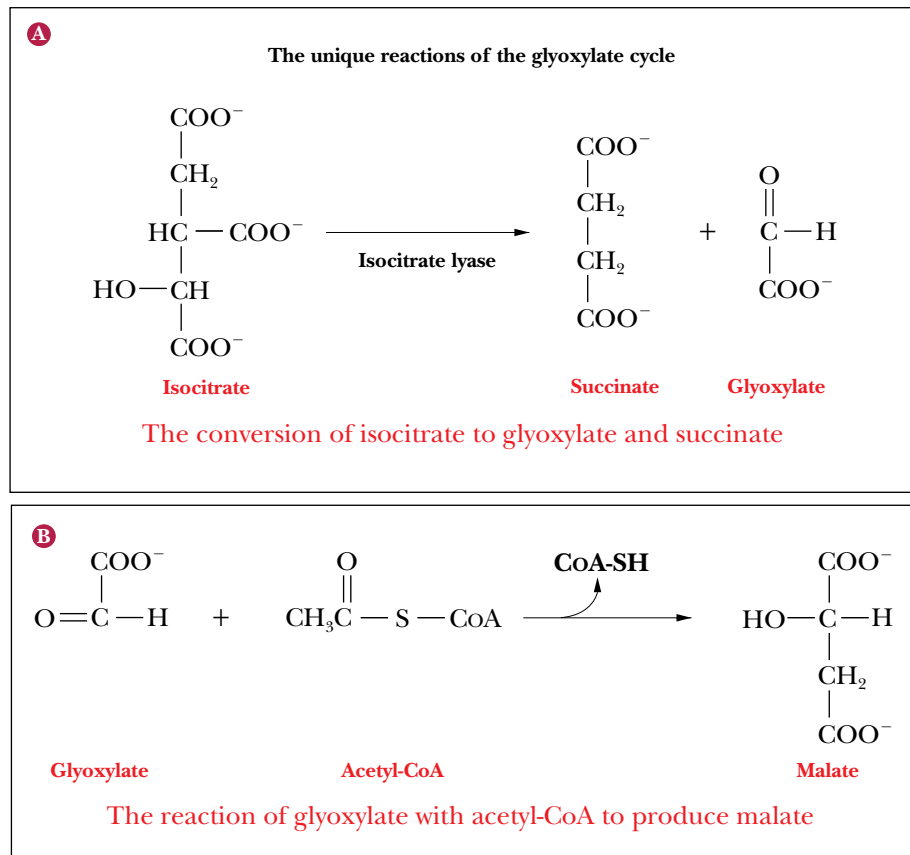 A
The unique reactions of the glyoxylate cycle
COO⁻
CH₂
HC—COO⁻
HO—CH
COO⁻
Isocitrate
Isocitrate lyase
COO⁻
CH₂
CH₂
COO⁻
Succinate
+
O
C—H
COO⁻
Glyoxylate
The conversion of isocitrate to glyoxylate and succinate
B
COO⁻
O=C—H
Glyoxylate
+
O
CH₃C—S—CoA
Acetyl-CoA
CoA-SH
COO⁻
HO—C—H
CH₂
COO⁻
Malate
The reaction of glyoxylate with acetyl-CoA to produce malate